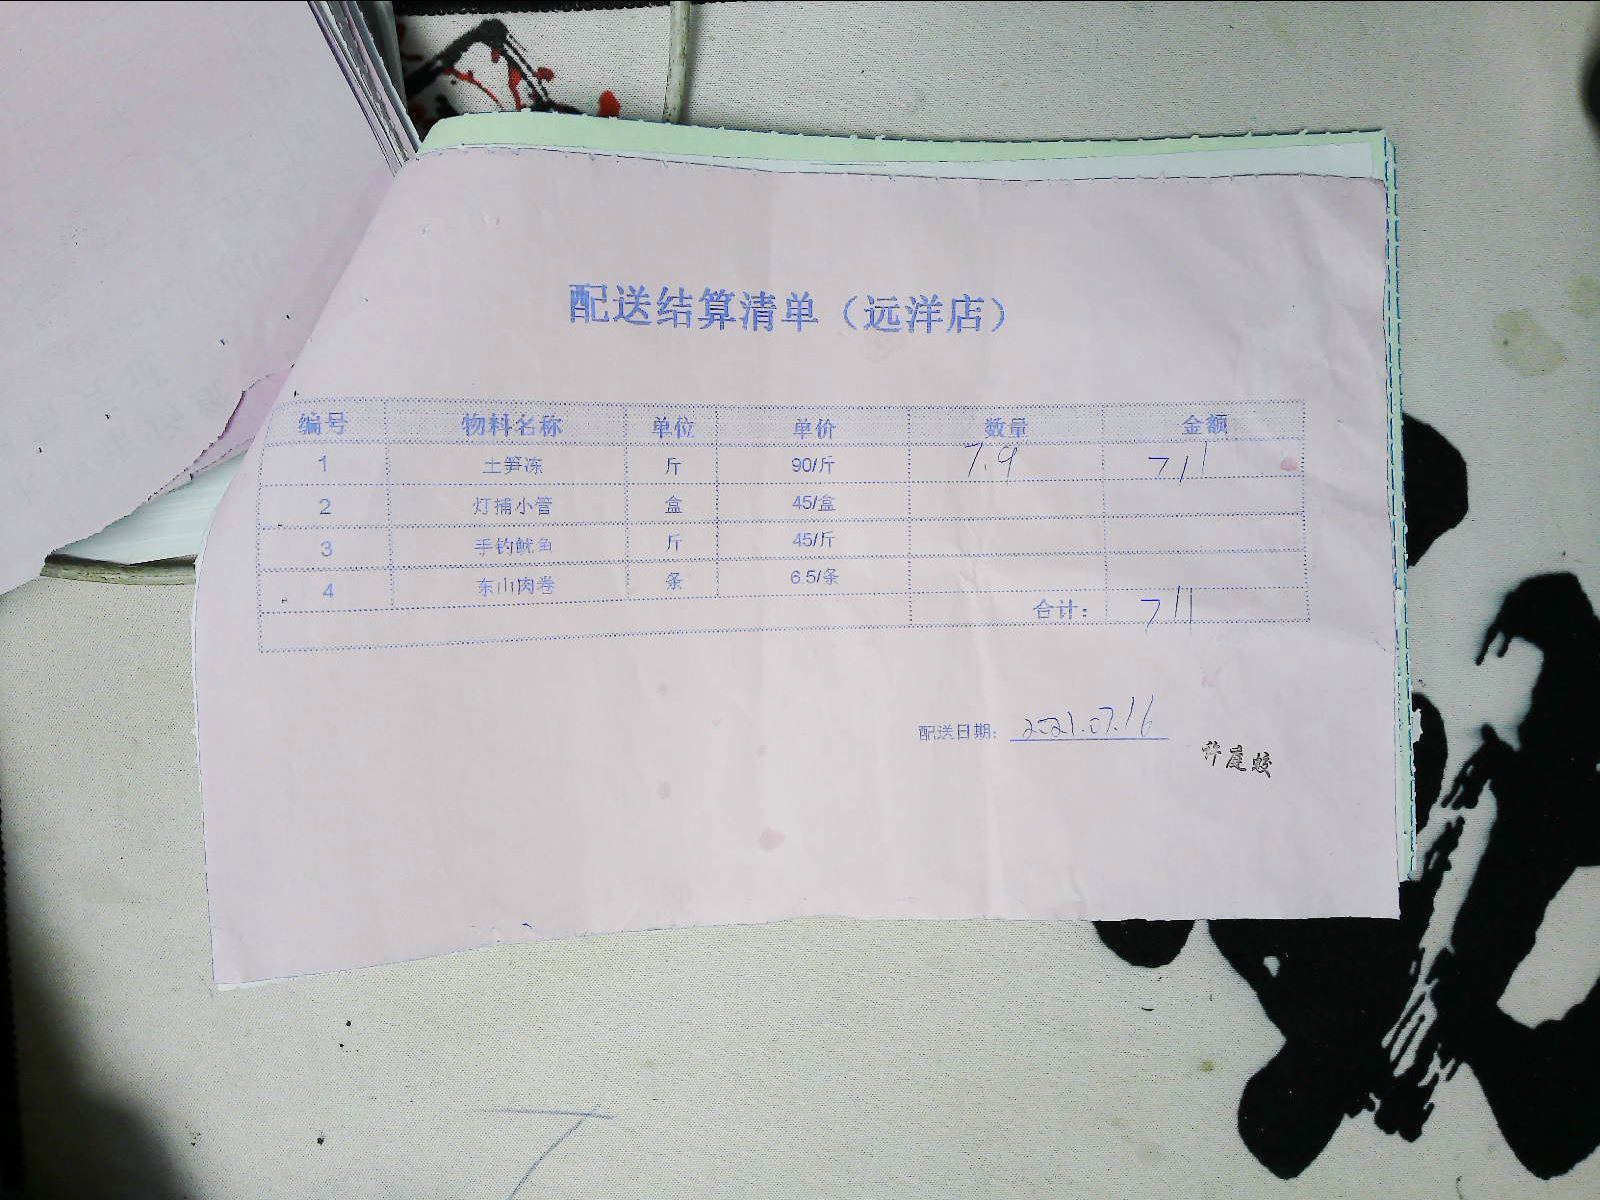 配送结算清单（远洋店）
编号 物料名称 单位 单价 数量 金额
1 土笋冻 斤 90/斤 7.9 711
2 灯捕小管 盒 45/盒
3 手钓鱿鱼 斤 45/斤
4 东山肉卷 条 6.5/条
合计： 711
配送日期： 2021.07.16
许庭蛟